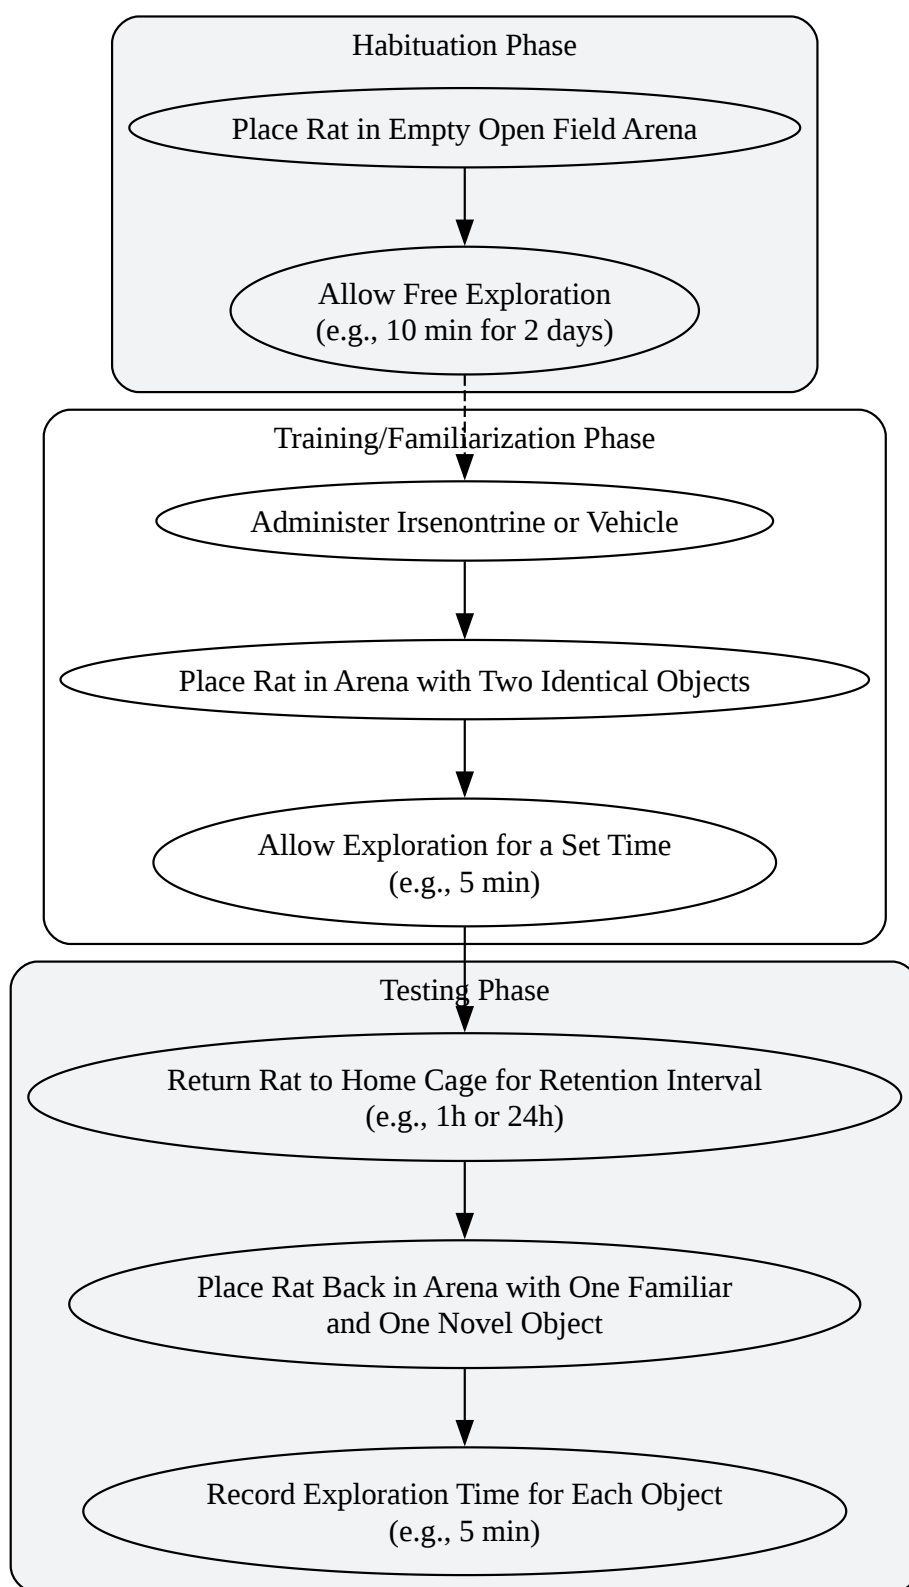 Habituation Phase
Place Rat in Empty Open Field Arena
Allow Free Exploration
(e.g., 10 min for 2 days)
Training/Familiarization Phase
Administer Irsenontrine or Vehicle
Place Rat in Arena with Two Identical Objects
Allow Exploration for a Set Time
(e.g., 5 min)
Testing Phase
Return Rat to Home Cage for Retention Interval
(e.g., 1h or 24h)
Place Rat Back in Arena with One Familiar
and One Novel Object
Record Exploration Time for Each Object
(e.g., 5 min)